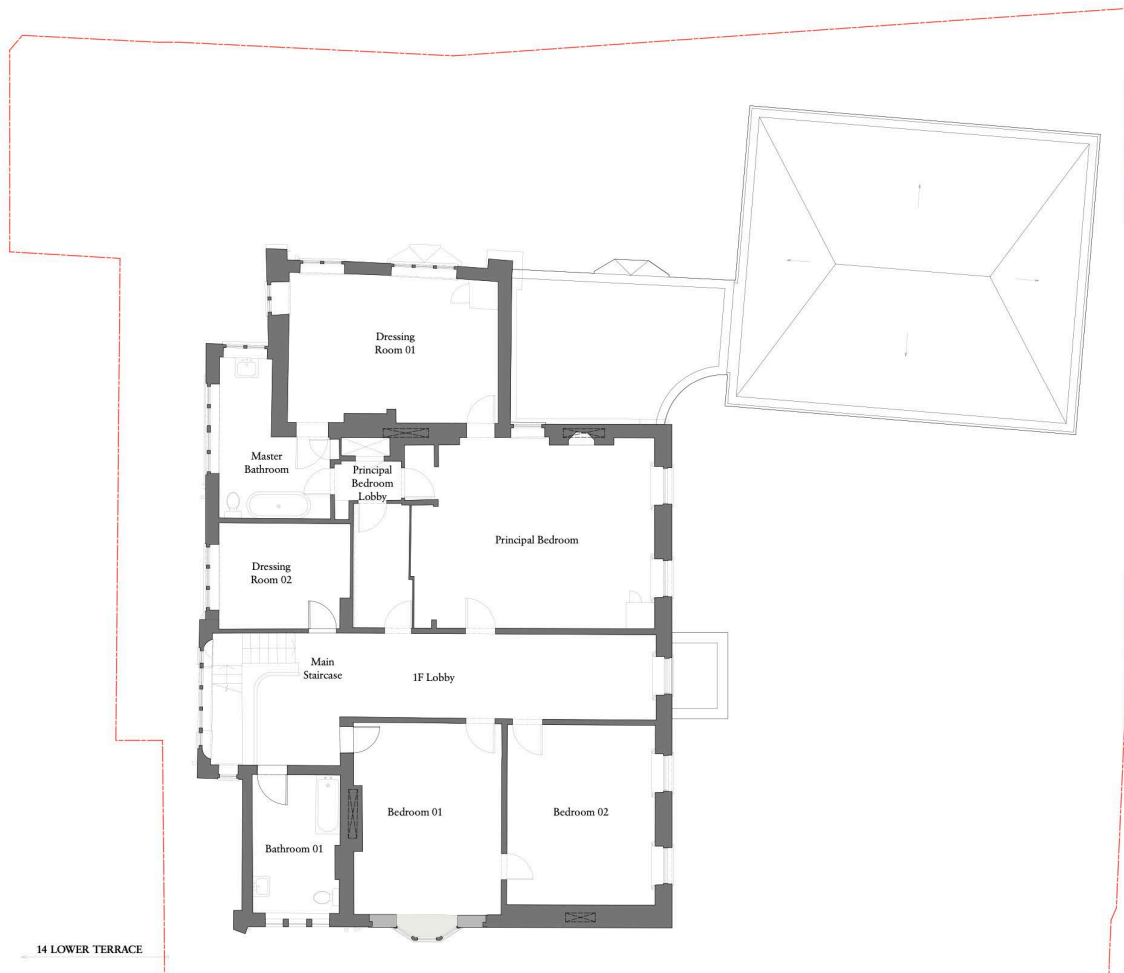 Dressing
Room 01
Master
Bathroom
Principal
Bedroom
Lobby
Principal Bedroom
Dressing
Room 02
Main
Staircase
1F Lobby
Bedroom 01
Bedroom 02
Bathroom 01
14 LOWER TERRACE